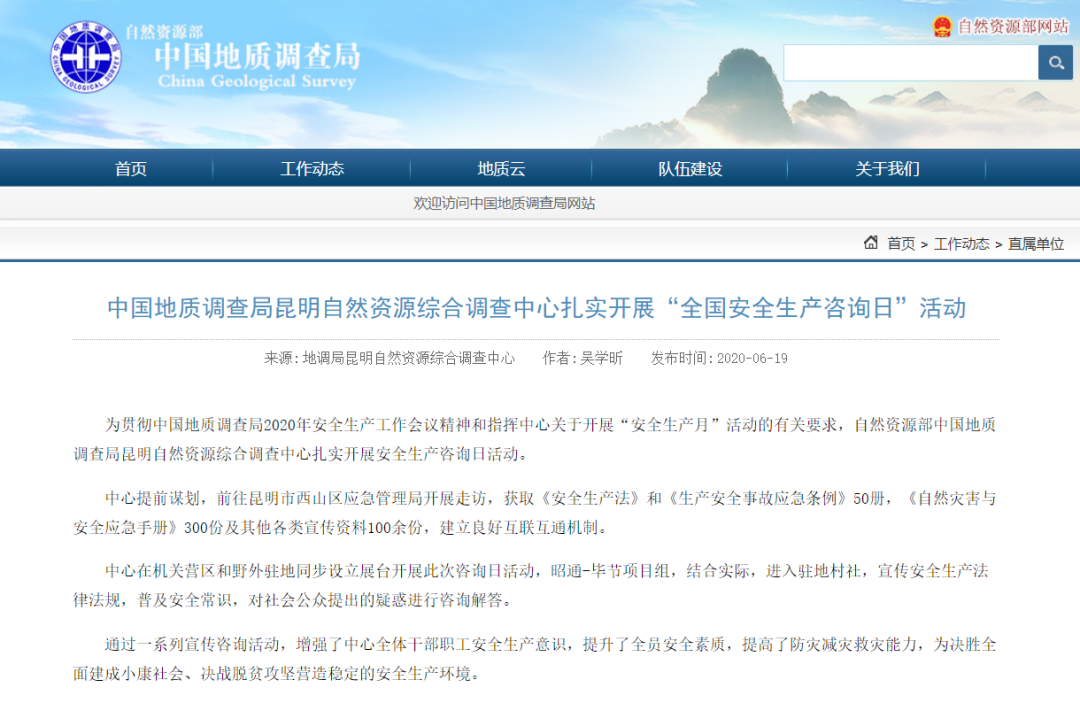 自然资源部网站
自然资源部
中国地质调查局
China Geological Survey
中国地质调查局
CHINA GEOLOGICAL SURVEY
首页 工作动态 地质云 队伍建设 关于我们
欢迎访问中国地质调查局网站
首页 > 工作动态 > 直属单位
中国地质调查局昆明自然资源综合调查中心扎实开展“全国安全生产咨询日”活动
来源: 地调局昆明自然资源综合调查中心 作者: 吴学昕 发布时间: 2020-06-19
为贯彻中国地质调查局2020年安全生产工作会议精神和指挥中心关于开展“安全生产月”活动的有关要求，自然资源部中国地质
调查局昆明自然资源综合调查中心扎实开展安全生产咨询日活动。
中心提前谋划，前往昆明市西山区应急管理局开展走访，获取《安全生产法》和《生产安全事故应急条例》50册，《自然灾害与
安全应急手册》300份及其他各类宣传资料100余份，建立良好互联互通机制。
中心在机关营区和野外驻地同步设立展台开展此次咨询日活动，昭通-毕节项目组，结合实际，进入驻地村社，宣传安全生产法
律法规，普及安全常识，对社会公众提出的疑惑进行咨询解答。
通过一系列宣传咨询活动，增强了中心全体干部职工安全生产意识，提升了全员安全素质，提高了防灾减灾救灾能力，为决胜全
面建成小康社会、决战脱贫攻坚营造稳定的安全生产环境。